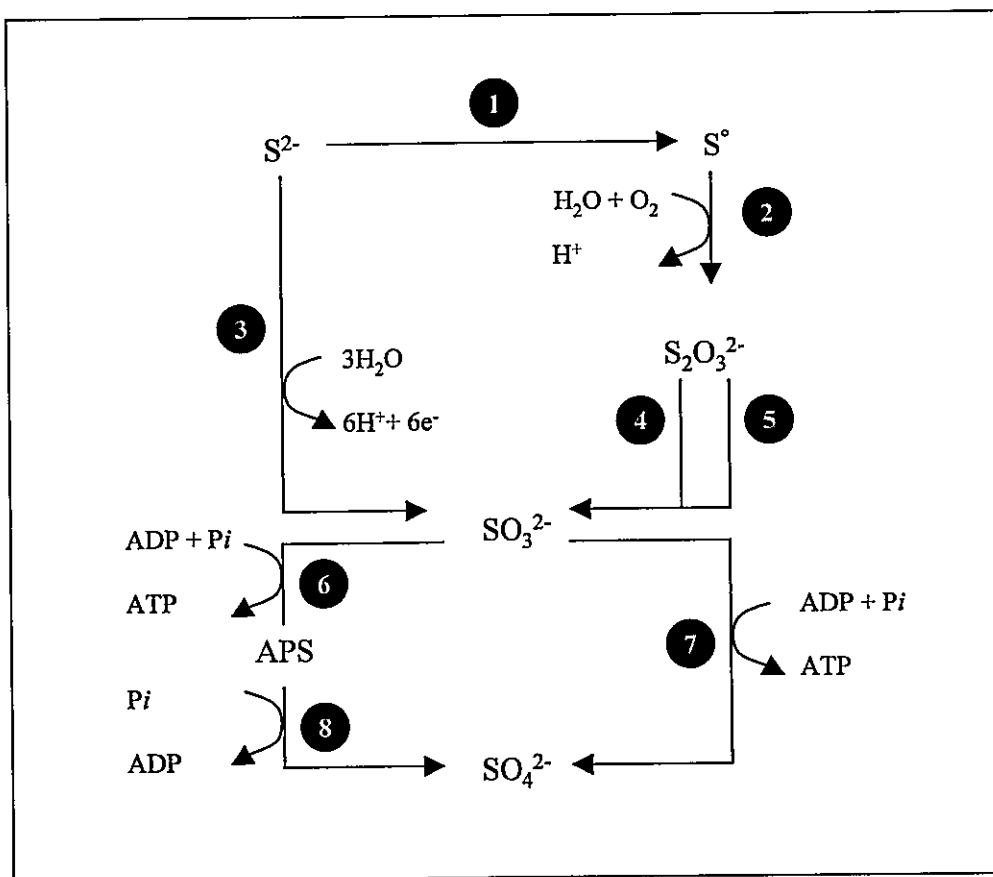 1
S²⁻ S°
H₂O + O₂ 2
H⁺
3
3H₂O S₂O₃²⁻
6H⁺+ 6e⁻ 4 5
SO₃²⁻
ADP + Pi
6 ADP + Pi
ATP 7
APS ATP
Pi
8
ADP SO₄²⁻